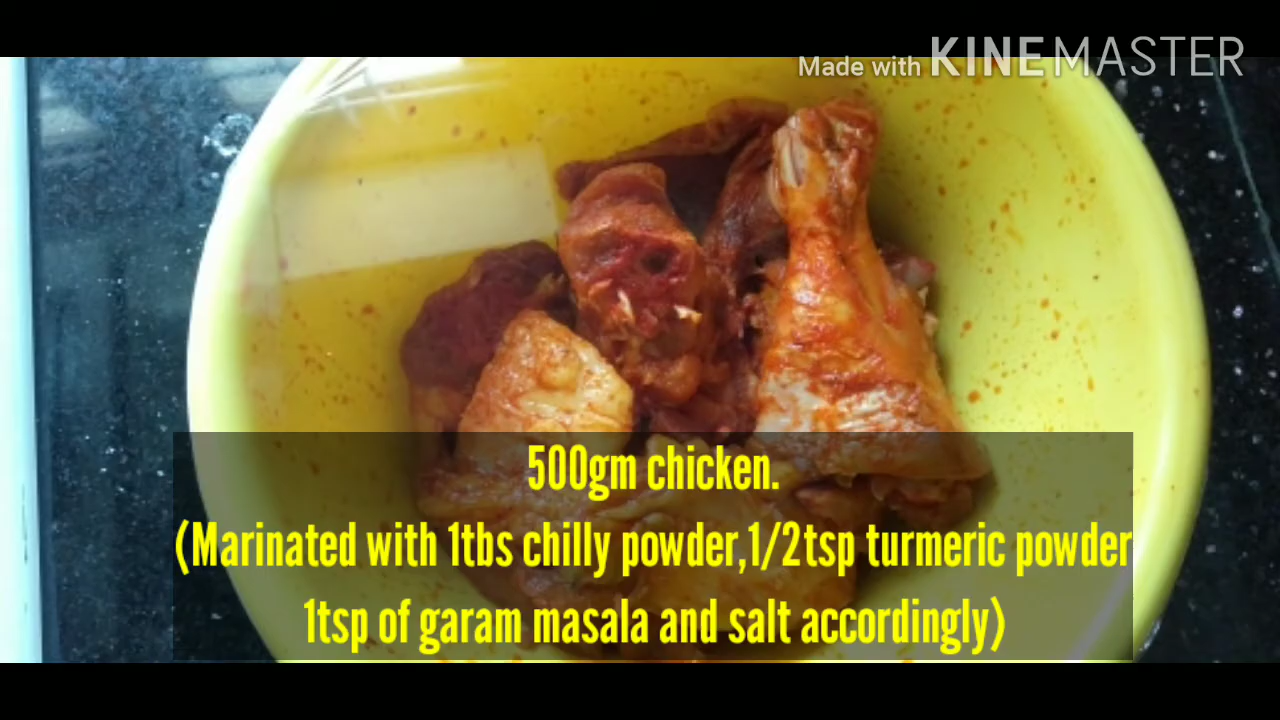 Made with KINEMASTER
500gm chicken.
(Marinated with 1tbs chilly powder,1/2tsp turmeric powder
1tsp of garam masala and salt accordingly)